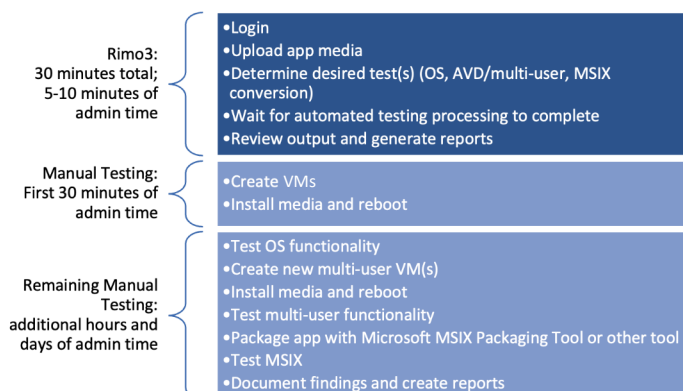 Rimo3:
30 minutes total;
5-10 minutes of
admin time
•Login
•Upload app media
•Determine desired test(s) (OS, AVD/multi-user, MSIX
conversion)
•Wait for automated testing processing to complete
•Review output and generate reports
Manual Testing:
First 30 minutes of
admin time
•Create VMs
•Install media and reboot
Remaining Manual
Testing:
additional hours and
days of admin time
•Test OS functionality
•Create new multi-user VM(s)
•Install media and reboot
•Test multi-user functionality
•Package app with Microsoft MSIX Packaging Tool or other tool
•Test MSIX
•Document findings and create reports